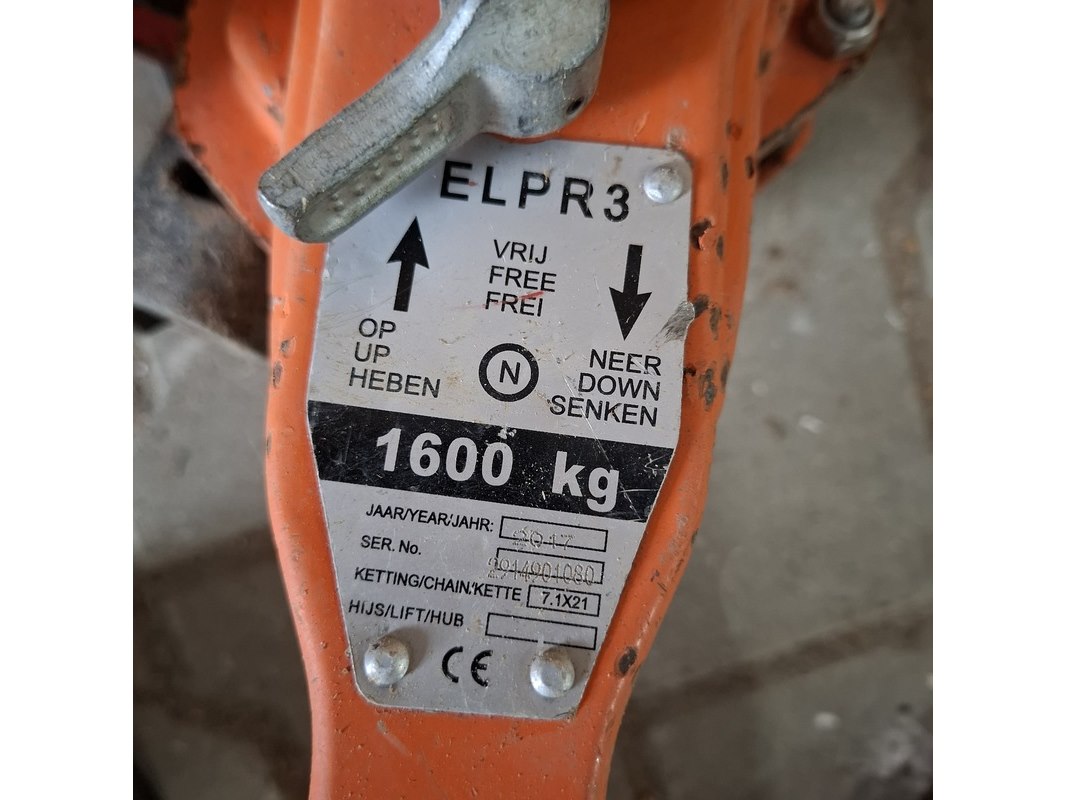 ELPR3
VRIJ
FREE
FREI
OP
UP
HEBEN
N
NEER
DOWN
SENKEN
1600 kg
JAAR/YEAR/JAHR: 2017
SER. No. 2914901080
KETTING/CHAIN/KETTE 7.1X21
HIJS/LIFT/HUB
CE